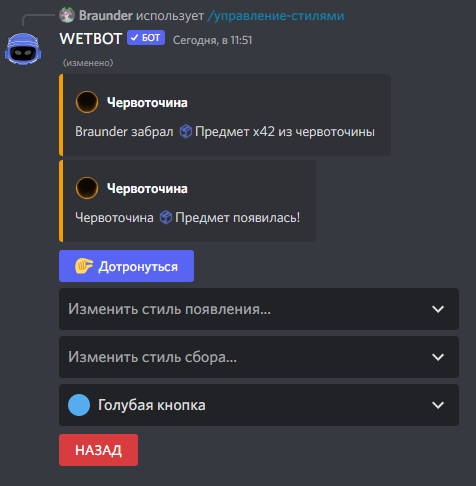 Braunder использует /управление-стилями
WETBOT ✓ БОТ Сегодня, в 11:51
(изменено)
Червоточина
Braunder забрал Предмет x42 из червоточины
Червоточина
Червоточина Предмет появилась!
Дотронуться
Изменить стиль появления...
Изменить стиль сбора...
Голубая кнопка
НАЗАД